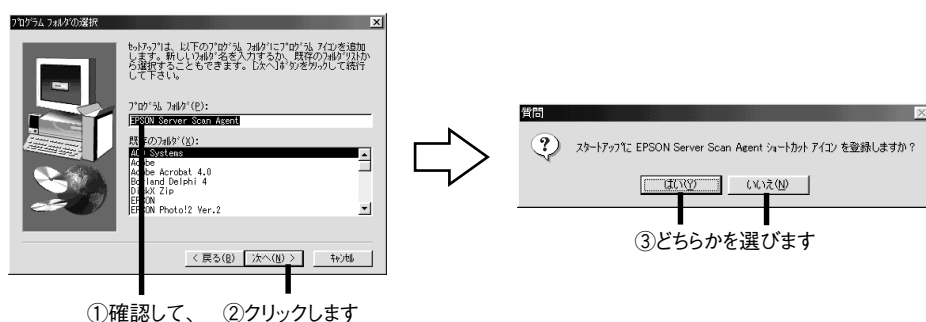 プログラム フォルダの選択
セットアップは、以下のプログラム フォルダにプログラム アイコンを追加
します。新しいフォルダ名を入力するか、既存のフォルダ リストか
ら選択することもできます。[次へ]ボタンをクリックして続行
して下さい。
プログラム フォルダ(P):
EPSON Server Scan Agent
既存のフォルダ(X):
Systems
Adobe
Adobe Acrobat 4.0
Borland Delphi 4
DiskX Zip
EPSON
EPSON Photo!2 Ver.2
< 戻る(B)
次へ(N) >
キャンセル
①確認して、
②クリックします
質問
スタートアップに EPSON Server Scan Agent ショートカット アイコン を登録しますか？
はい(Y)
いいえ(N)
③どちらかを選びます